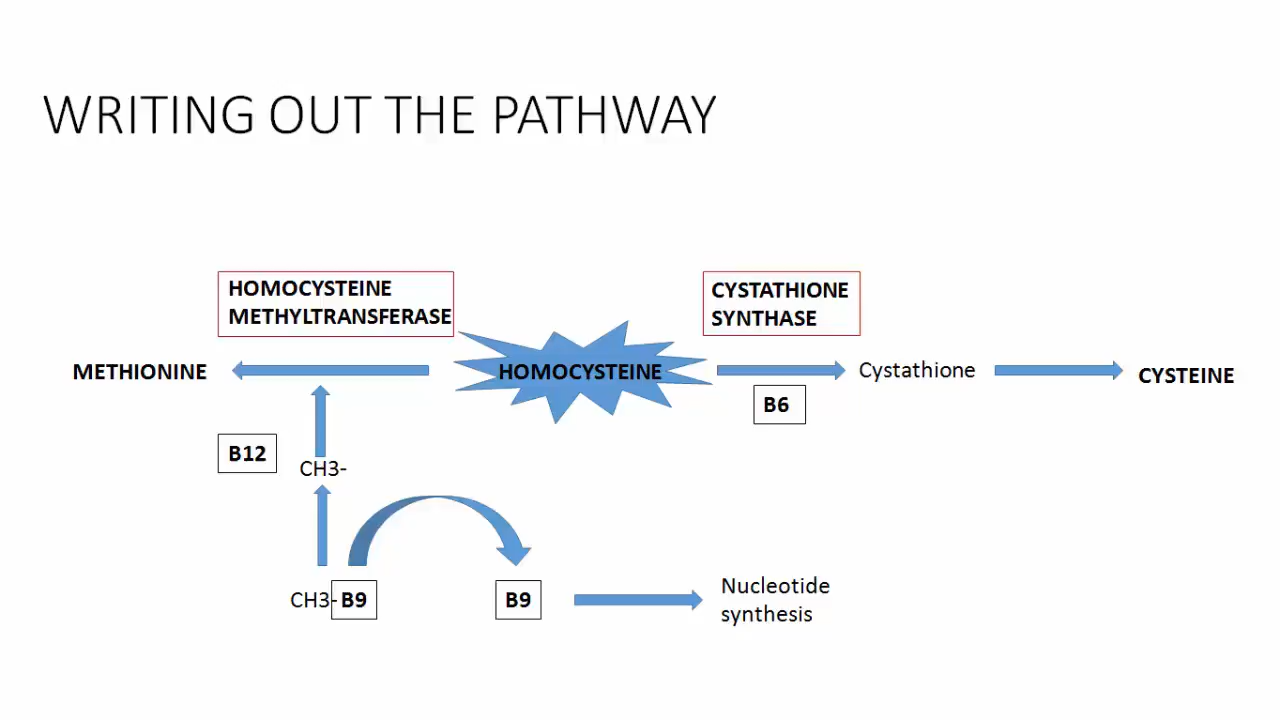 WRITING OUT THE PATHWAY
HOMOCYSTEINE
METHYLTRANSFERASE
CYSTATHIONE
SYNTHASE
METHIONINE
HOMOCYSTEINE
Cystathione
CYSTEINE
B6
B12
CH3-
CH3- B9
B9
Nucleotide
synthesis